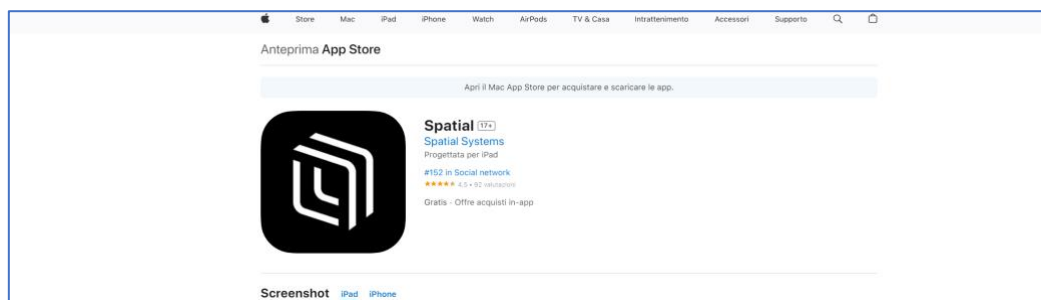 Store Mac iPad iPhone Watch AirPods TV & Casa Intrattenimento Accessori Supporto
Anteprima App Store
Apri il Mac App Store per acquistare e scaricare le app.
Spatial 17+
Spatial Systems
Progettata per iPad
#152 in Social network
4,5 • 92 valutazioni
Gratis · Offre acquisti in-app
Screenshot iPad iPhone